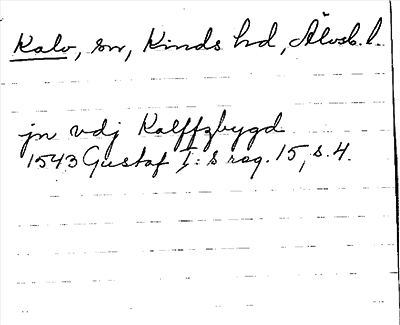 Kalv, sn, Kinds hd, Älvsb. l.
jn vdj Kalffzbygd
1543 Gustaf I:s reg. 15, s. 4.